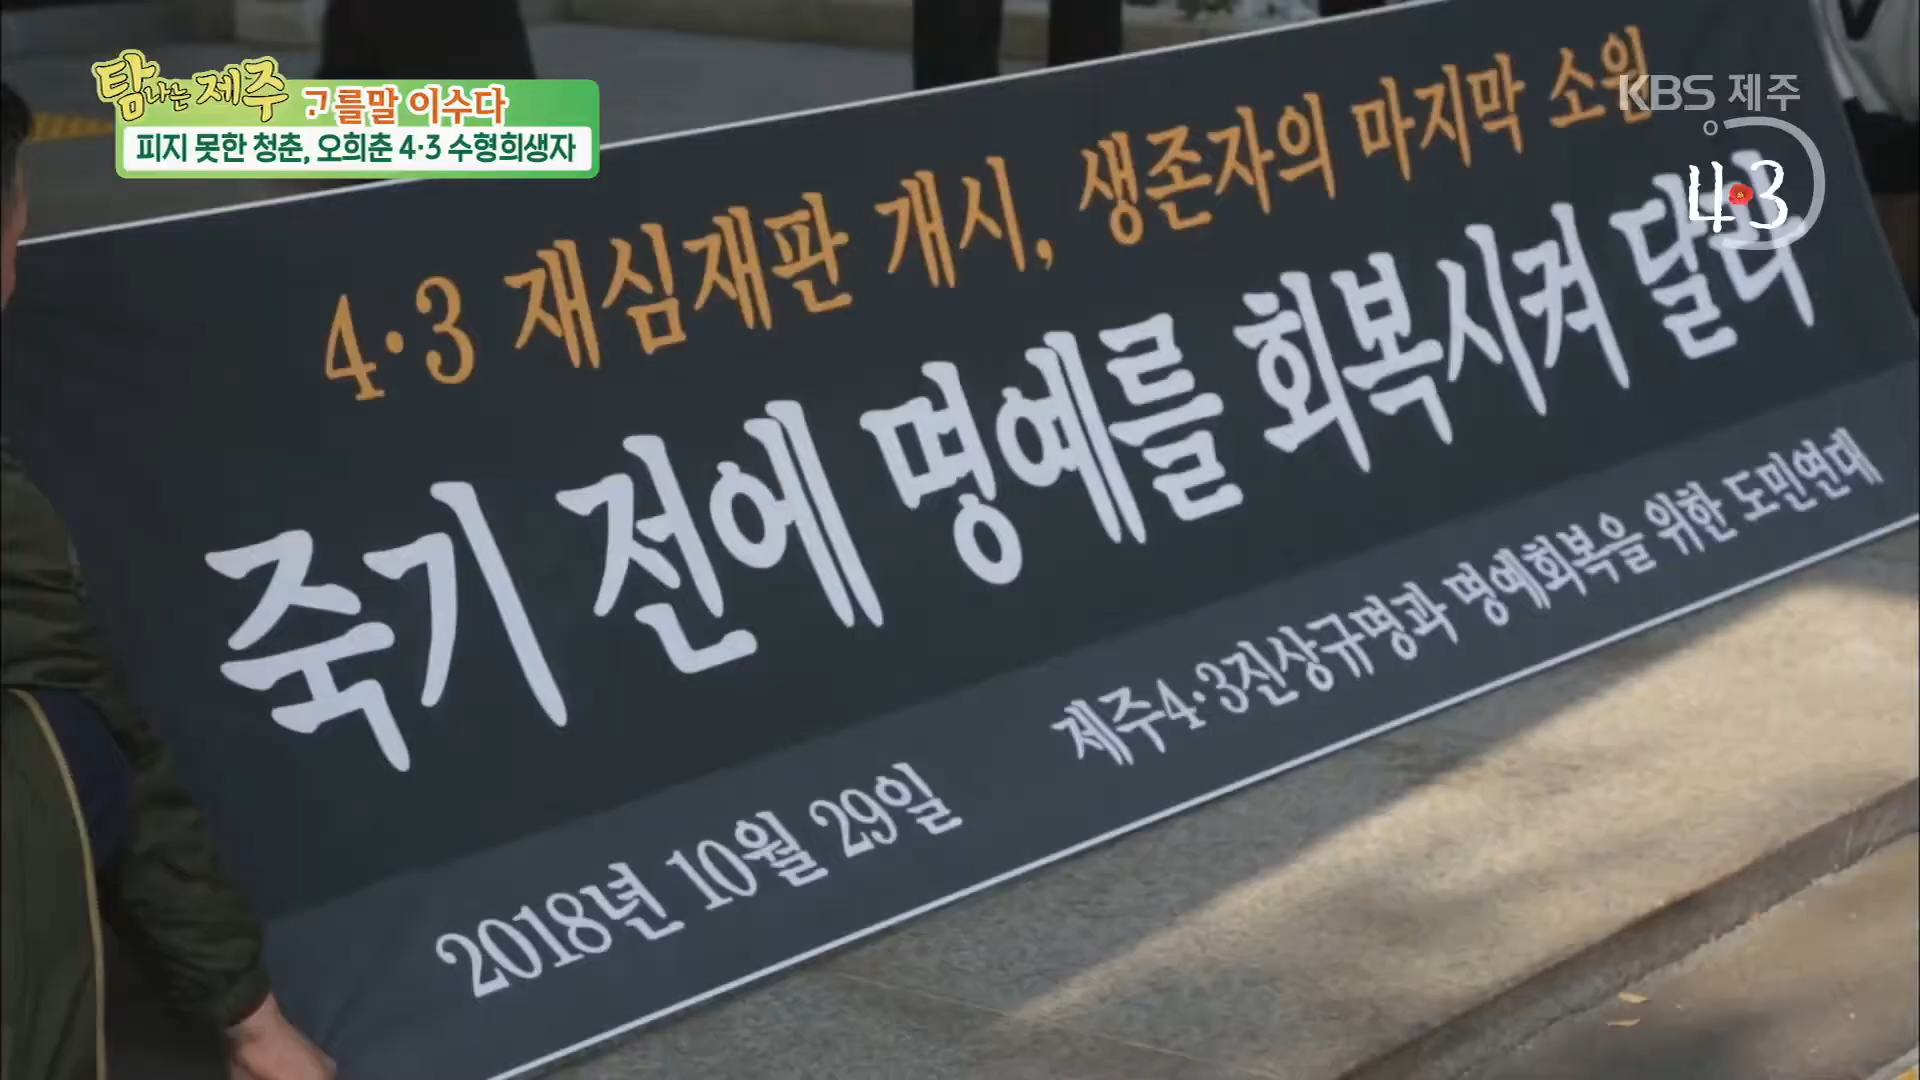 탐나는 제주
그를말 이수다
피지 못한 청춘, 오희춘 4·3 수형희생자
KBS 제주
4·3
4·3 재심재판 개시, 생존자의 마지막 소원
죽기 전에 명예를 회복시켜 달라
2018년 10월 29일 제주4·3진상규명과 명예회복을 위한 도민연대